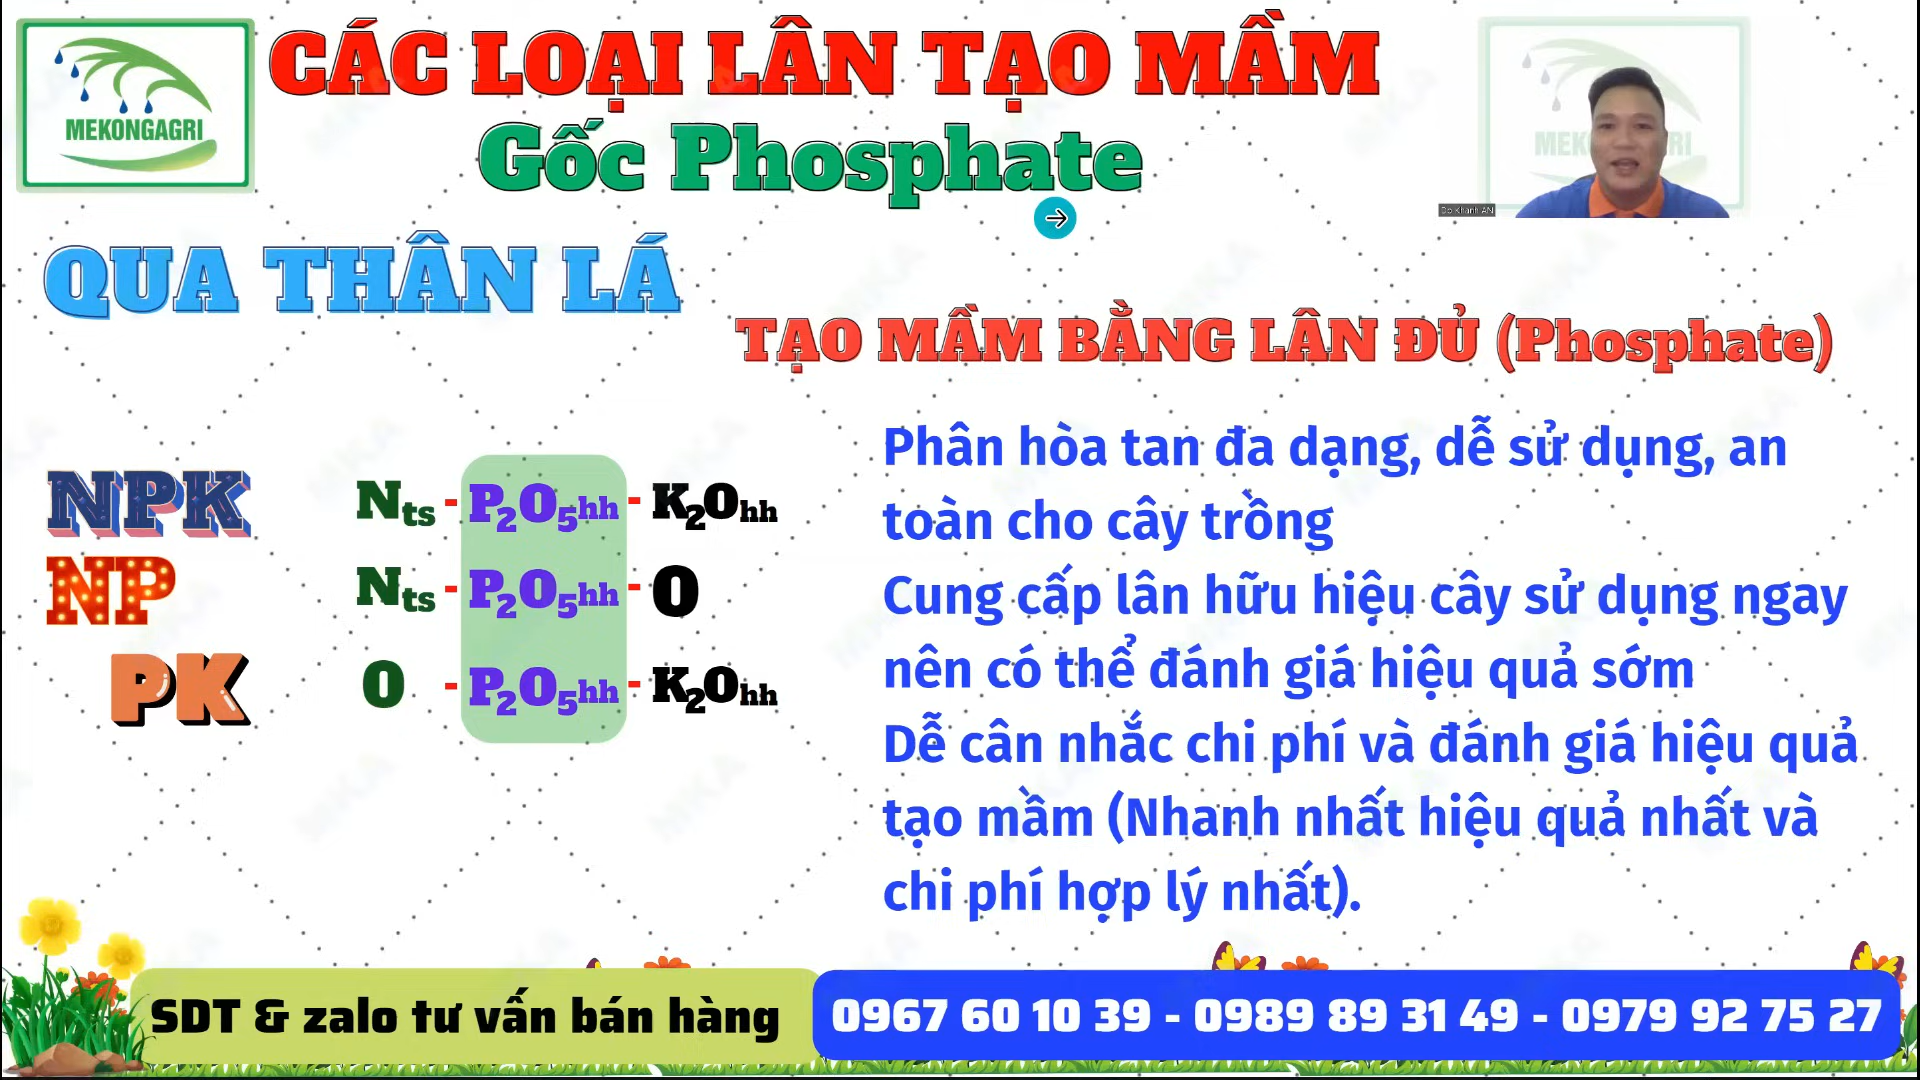 MEKONGAGRI
CÁC LOẠI LÂN TẠO MẦM
Gốc Phosphate
Do Khanh AN
QUA THÂN LÁ
TẠO MẦM BẰNG LÂN ĐỦ (Phosphate)
NPK Nts - P2O5hh - K2Ohh
NP Nts - P2O5hh - 0
PK 0 - P2O5hh - K2Ohh
Phân hòa tan đa dạng, dễ sử dụng, an
toàn cho cây trồng
Cung cấp lân hữu hiệu cây sử dụng ngay
nên có thể đánh giá hiệu quả sớm
Dễ cân nhắc chi phí và đánh giá hiệu quả
tạo mầm (Nhanh nhất hiệu quả nhất và
chi phí hợp lý nhất).
SDT & zalo tư vấn bán hàng
0967 60 10 39 - 0989 89 31 49 - 0979 92 75 27